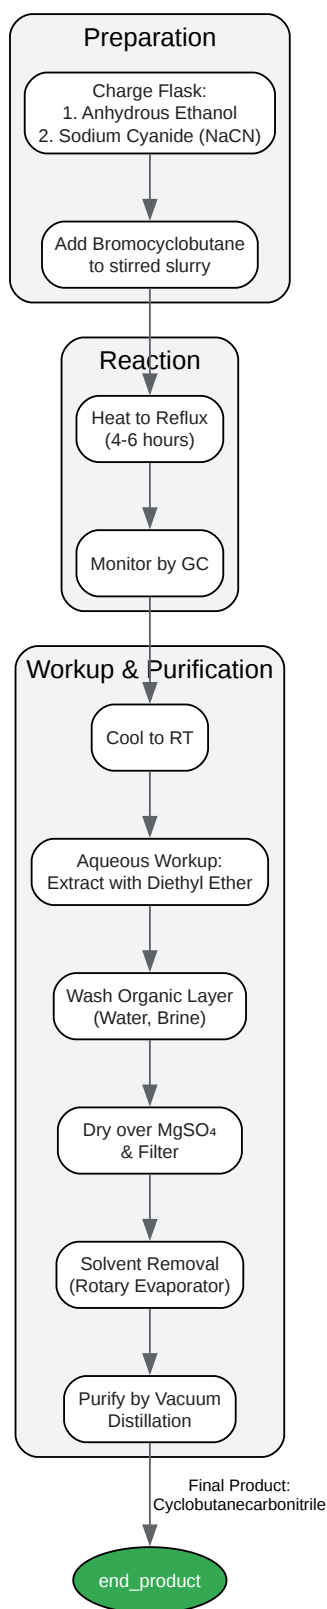 Preparation
Charge Flask:
1. Anhydrous Ethanol
2. Sodium Cyanide (NaCN)
Add Bromocyclobutane
to stirred slurry
Reaction
Heat to Reflux
(4-6 hours)
Monitor by GC
Workup & Purification
Cool to RT
Aqueous Workup:
Extract with Diethyl Ether
Wash Organic Layer
(Water, Brine)
Dry over MgSO₄
& Filter
Solvent Removal
(Rotary Evaporator)
Purify by Vacuum
Distillation
Final Product:
Cyclobutanecarbonitrile
end_product